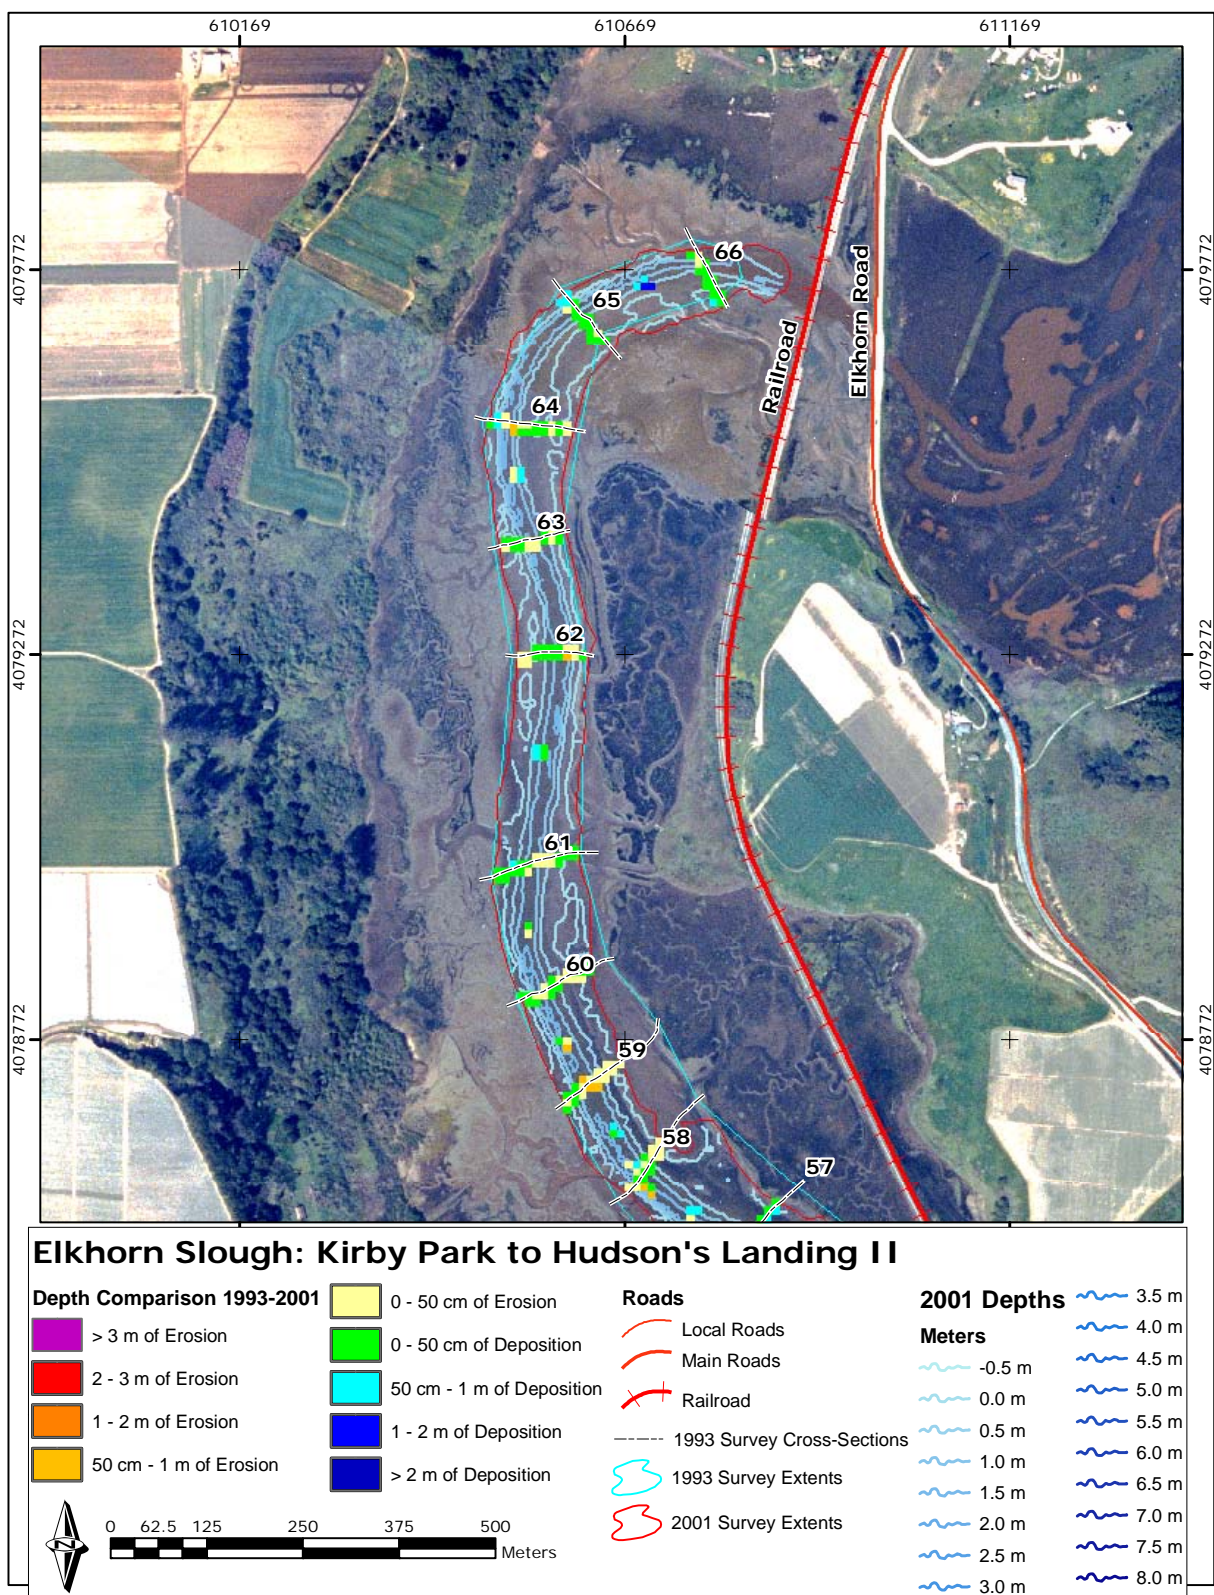 610169
610669
611169
4079772
4079772
4079272
4079272
4078772
4078772
66
65
64
63
62
61
60
59
58
57
Railroad
Elkhorn Road
Elkhorn Slough: Kirby Park to Hudson's Landing II
Depth Comparison 1993-2001
> 3 m of Erosion
2 - 3 m of Erosion
1 - 2 m of Erosion
50 cm - 1 m of Erosion
0 - 50 cm of Erosion
0 - 50 cm of Deposition
50 cm - 1 m of Deposition
1 - 2 m of Deposition
> 2 m of Deposition
Roads
Local Roads
Main Roads
Railroad
1993 Survey Cross-Sections
1993 Survey Extents
2001 Survey Extents
2001 Depths
Meters
-0.5 m
0.0 m
0.5 m
1.0 m
1.5 m
2.0 m
2.5 m
3.0 m
3.5 m
4.0 m
4.5 m
5.0 m
5.5 m
6.0 m
6.5 m
7.0 m
7.5 m
8.0 m
N
0 62.5 125 250 375 500
Meters